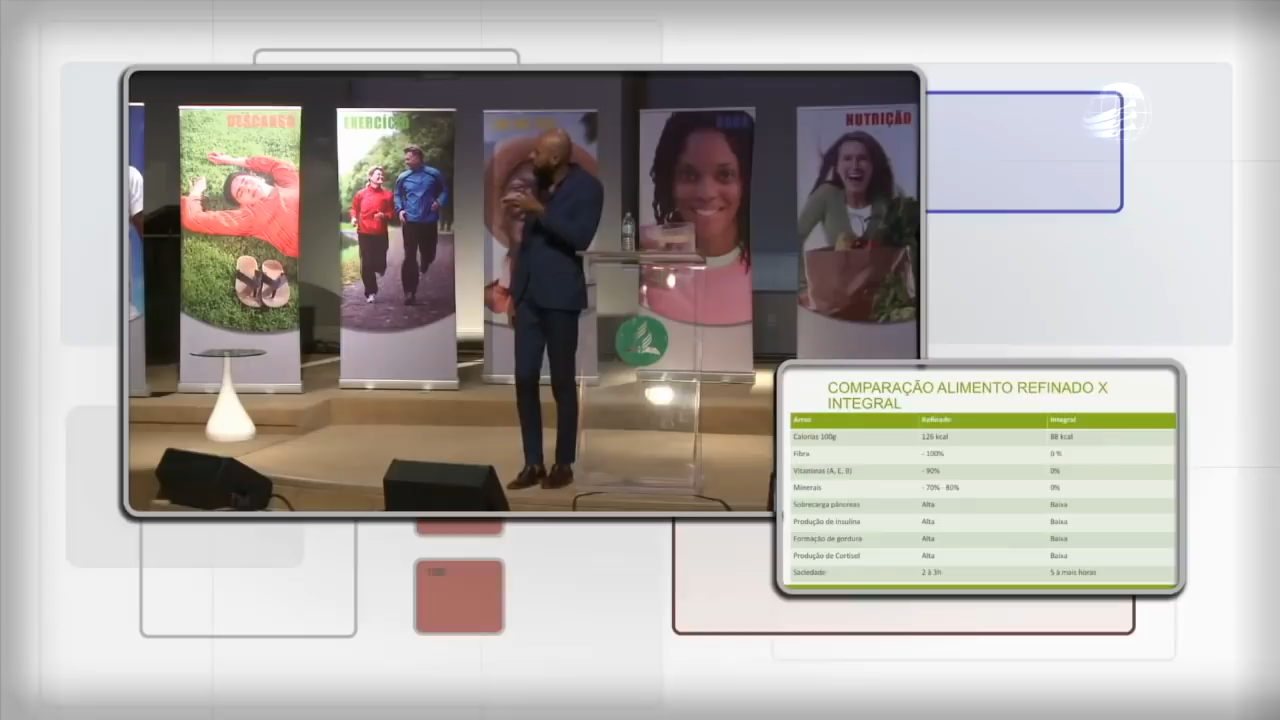 DESCANSO
EXERCÍCIO
NUTRIÇÃO
COMPARAÇÃO ALIMENTO REFINADO X
INTEGRAL
Arroz Refinado Integral
Calorias 100g 126 kcal 88 kcal
Fibra - 100% 0 %
Vitaminas (A, E, B) - 90% 0%
Minerais - 70% - 80% 0%
Sobrecarga pâncreas Alta Baixa
Produção de insulina Alta Baixa
Formação de gordura Alta Baixa
Produção de Cortisol Alta Baixa
Saciedade 2 à 3h 5 à mais horas